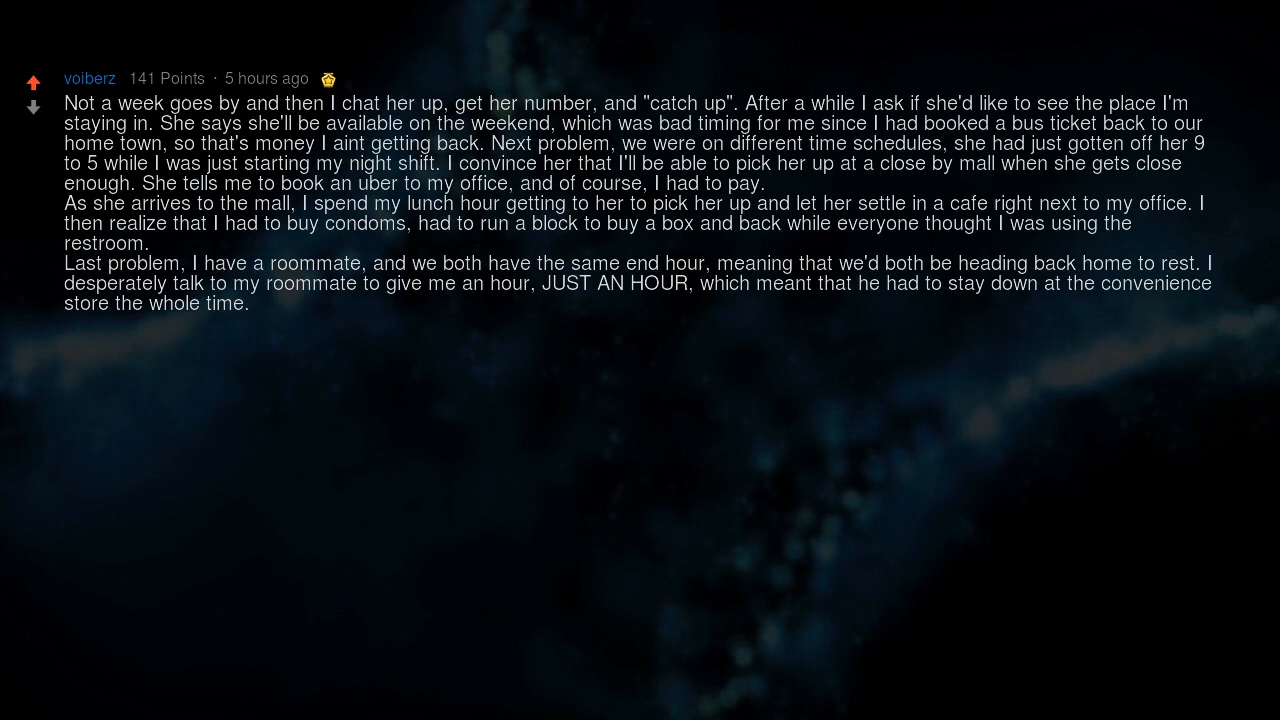 voiberz 141 Points · 5 hours ago
Not a week goes by and then I chat her up, get her number, and "catch up". After a while I ask if she'd like to see the place I'm
staying in. She says she'll be available on the weekend, which was bad timing for me since I had booked a bus ticket back to our
home town, so that's money I aint getting back. Next problem, we were on different time schedules, she had just gotten off her 9
to 5 while I was just starting my night shift. I convince her that I'll be able to pick her up at a close by mall when she gets close
enough. She tells me to book an uber to my office, and of course, I had to pay.
As she arrives to the mall, I spend my lunch hour getting to her to pick her up and let her settle in a cafe right next to my office. I
then realize that I had to buy condoms, had to run a block to buy a box and back while everyone thought I was using the
restroom.
Last problem, I have a roommate, and we both have the same end hour, meaning that we'd both be heading back home to rest. I
desperately talk to my roommate to give me an hour, JUST AN HOUR, which meant that he had to stay down at the convenience
store the whole time.